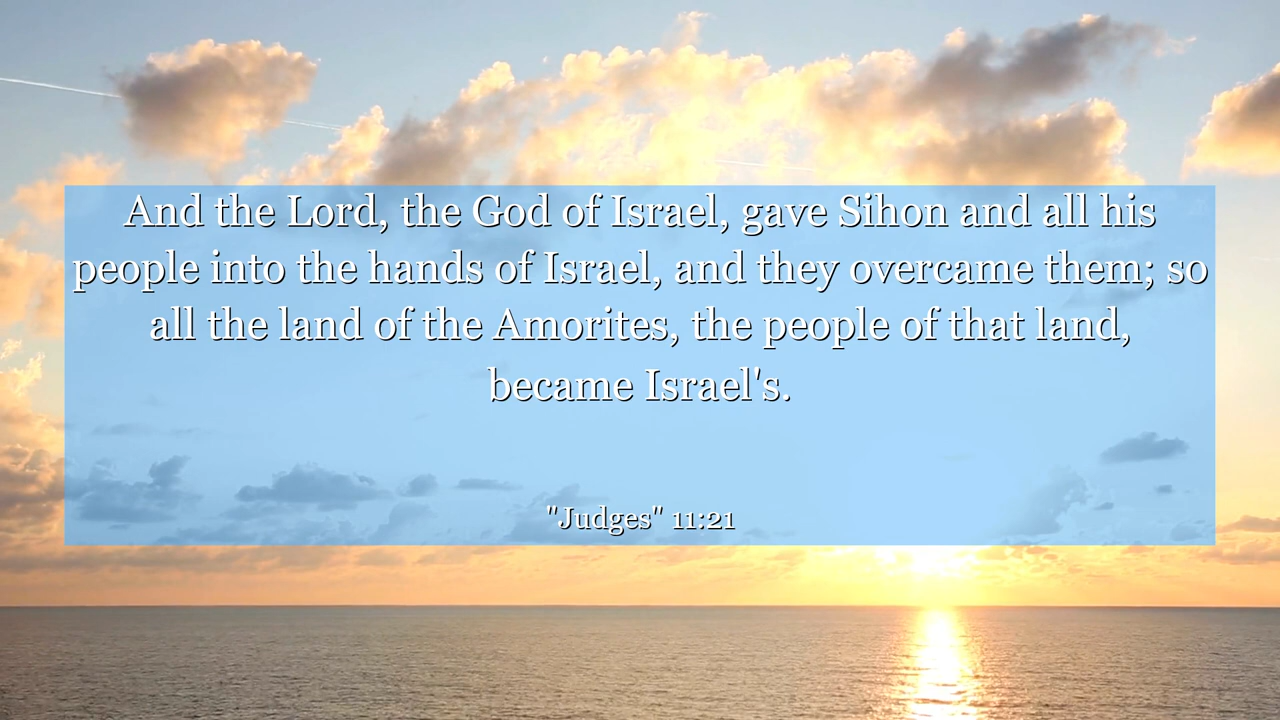 And the Lord, the God of Israel, gave Sihon and all his
people into the hands of Israel, and they overcame them; so
all the land of the Amorites, the people of that land,
became Israel's.
"Judges" 11:21